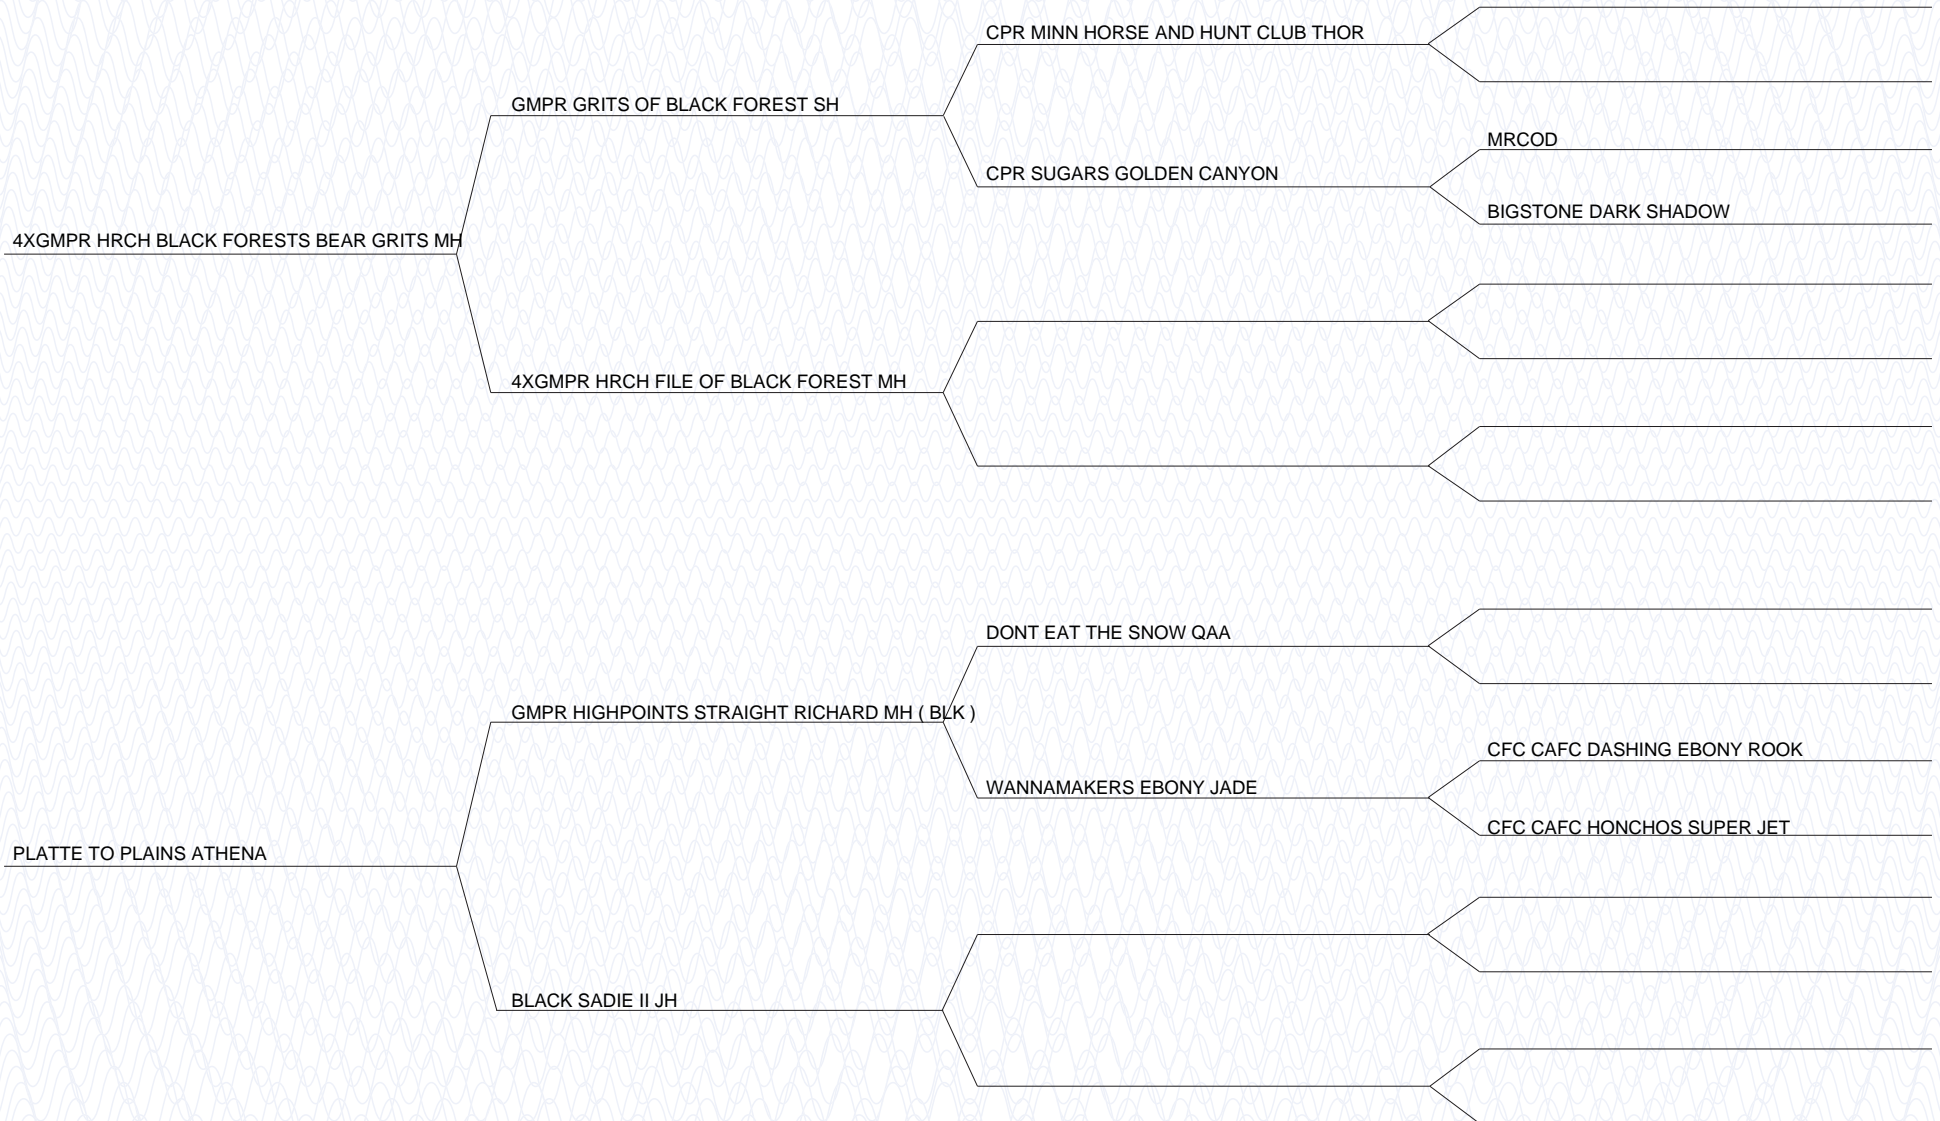 CPR MINN HORSE AND HUNT CLUB THOR
GMPR GRITS OF BLACK FOREST SH
MRCOD
CPR SUGARS GOLDEN CANYON
BIGSTONE DARK SHADOW
4XGMPR HRCH BLACK FORESTS BEAR GRITS MH
4XGMPR HRCH FILE OF BLACK FOREST MH
DONT EAT THE SNOW QAA
GMPR HIGHPOINTS STRAIGHT RICHARD MH ( BLK )
CFC CAFC DASHING EBONY ROOK
WANNAMAKERS EBONY JADE
CFC CAFC HONCHOS SUPER JET
PLATTE TO PLAINS ATHENA
BLACK SADIE II JH